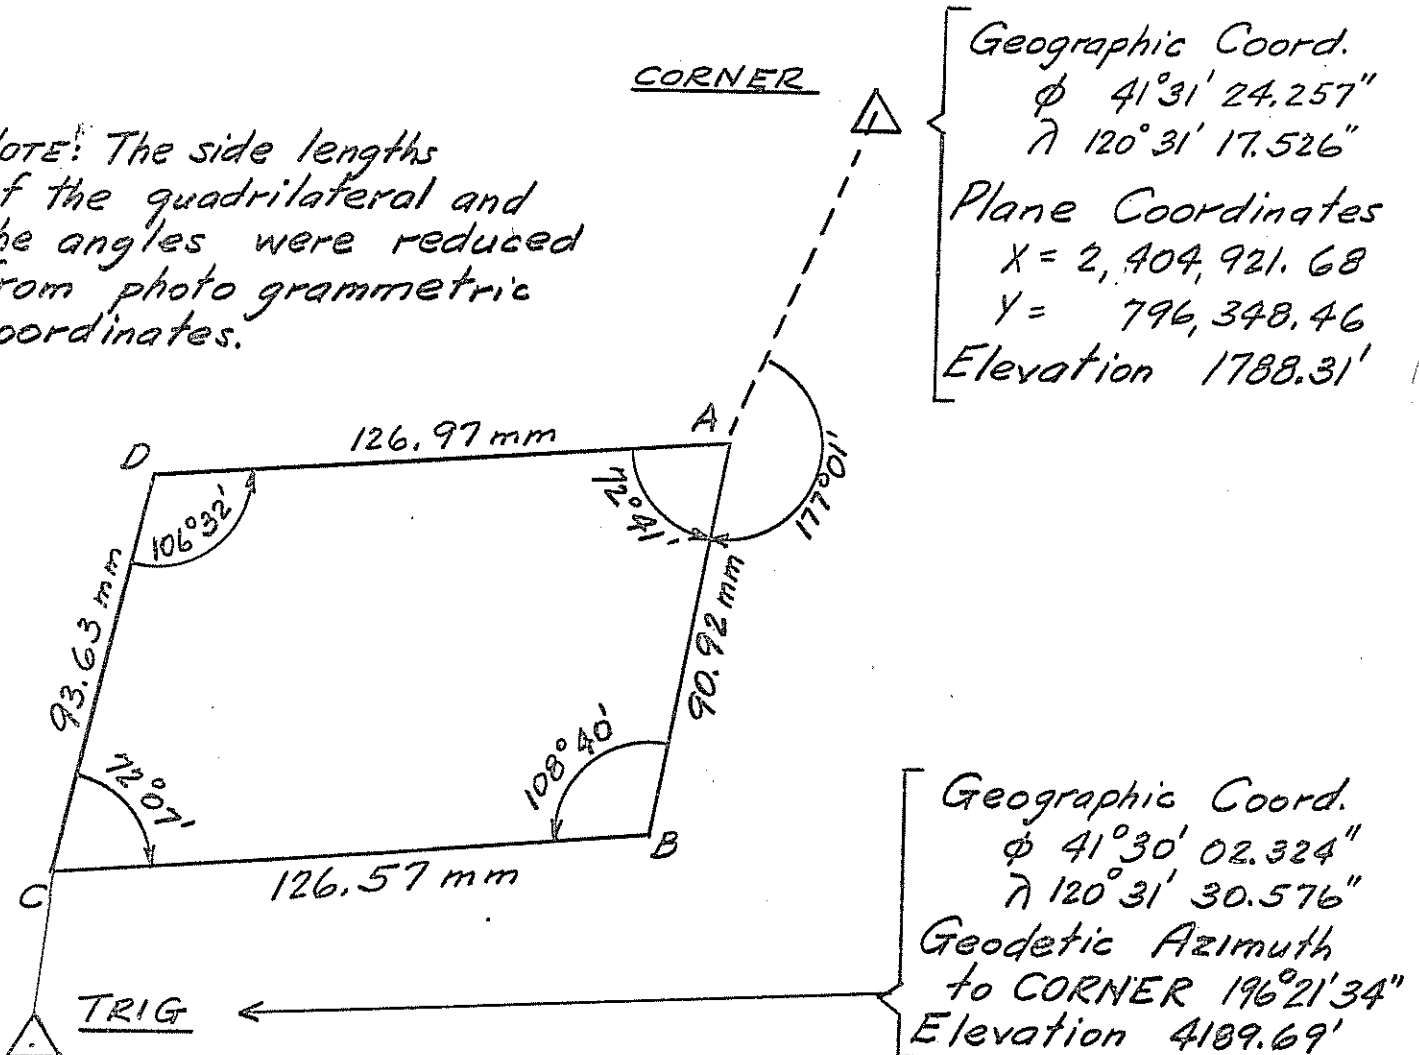 CORNER
Geographic Coord.
φ 41°31' 24.257"
λ 120°31' 17.526"
Plane Coordinates
X = 2,404,921.68
Y = 796,348.46
Elevation 1788.31'
OTE: The side lengths
f the quadrilateral and
he angles were reduced
rom photo grammetric
oordinates.
D
126.97 mm
A
106°32'
72°41'
177°01'
93.63 mm
90.92 mm
72°07'
108°40'
C
126.57 mm
B
TRIG
Geographic Coord.
φ 41°30' 02.324"
λ 120°31' 30.576"
Geodetic Azimuth
to CORNER 196°21'34"
Elevation 4189.69'